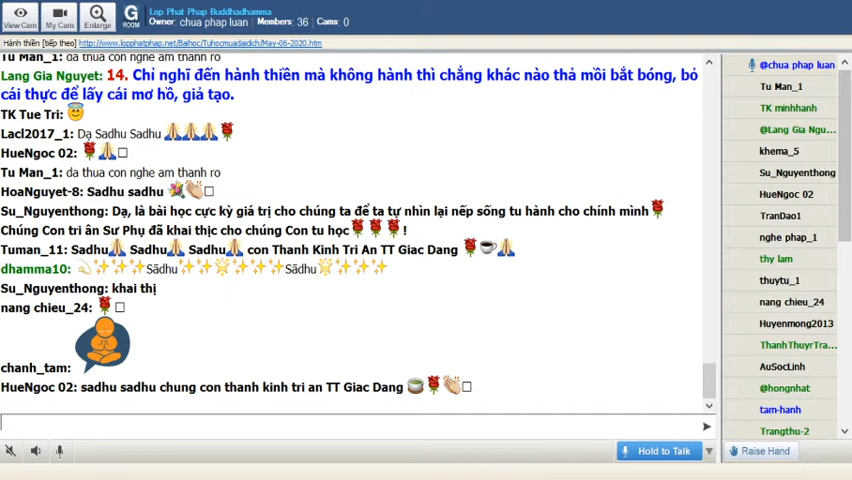 Lop Phat Phap Buddhadhamma
Owner: chua phap luan Members: 36 Cams: 0
View Cam
My Cam
Enlarge
G ROOM
Hành thiền [tiếp theo] http://www.lopphatphap.net/Baihoc/Tuhocmuadaidich/May-06-2020.htm
Tu Man_1: da thua con nghe am thanh ro
Lang Gia Nguyet: 14. Chỉ nghĩ đến hành thiền mà không hành thì chẳng khác nào thả mồi bắt bóng, bỏ
cái thực để lấy cái mơ hồ, giả tạo.
TK Tue Tri:
Lacl2017_1: Dạ Sadhu Sadhu
HueNgoc 02:
Tu Man_1: da thua con nghe am thanh ro
HoaNguyet-8: Sadhu sadhu
Su_Nguyenthong: Dạ, là bài học cực kỳ giá trị cho chúng ta để ta tự nhìn lại nếp sống tu hành cho chính mình
Chúng Con tri ân Sư Phụ đã khai thịc cho chúng Con tu học!
Tuman_11: Sadhu Sadhu Sadhu con Thanh Kinh Tri An TT Giac Dang
dhamma10: Sādhu Sādhu
Su_Nguyenthong: khai thị
nang chieu_24:
chanh_tam:
HueNgoc 02: sadhu sadhu chung con thanh kinh tri an TT Giac Dang
Hold to Talk
@chua phap luan
Tu Man_1
TK minhhanh
@Lang Gia Ngu...
khema_5
Su_Nguyenthong
HueNgoc 02
TranDao1
nghe phap_1
thy lam
thuytu_1
nang chieu_24
Huyenmong2013
ThanhThuyrTra...
AuSocLinh
@hongnhat
tam-hanh
Trangthu-2
Raise Hand